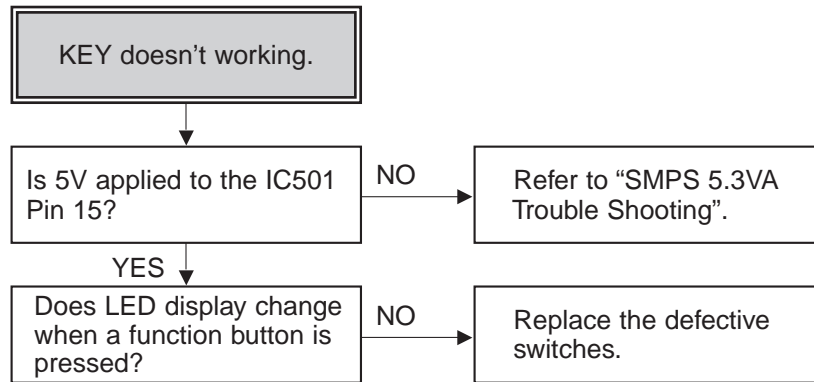 KEY doesn't working.
Is 5V applied to the IC501
Pin 15?
NO
Refer to “SMPS 5.3VA
Trouble Shooting”.
YES
Does LED display change
when a function button is
pressed?
NO
Replace the defective
switches.